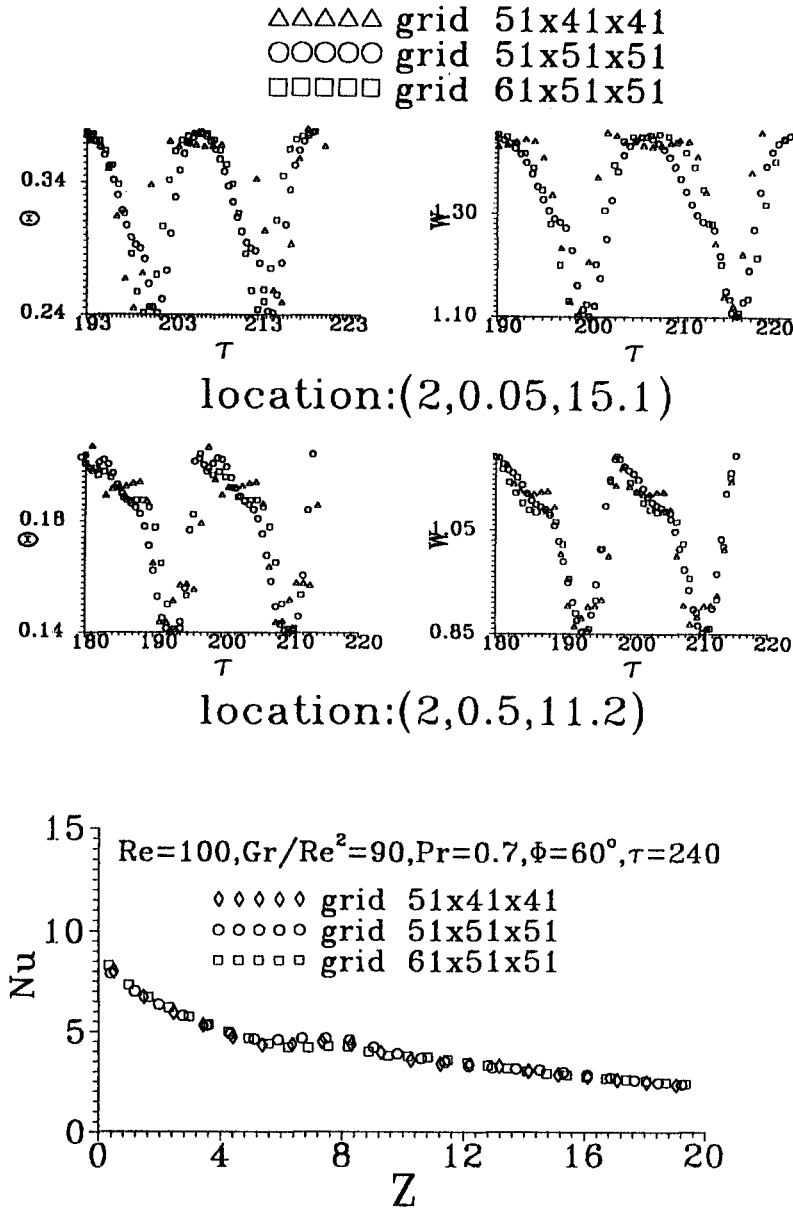 grid 51x41x41
grid 51x51x51
grid 61x51x51
0.34
Θ
0.24
193 203 213 223
τ
1.30
W
1.10
190 200 210 220
τ
location:(2,0.05,15.1)
0.18
Θ
0.14
180 190 200 210 220
τ
1.05
W
0.85
180 190 200 210 220
τ
location:(2,0.5,11.2)
15
Re=100,Gr/Re²=90,Pr=0.7,Φ=60°,τ=240
grid 51x41x41
grid 51x51x51
grid 61x51x51
10
Nu
5
0
0 4 8 12 16 20
Z